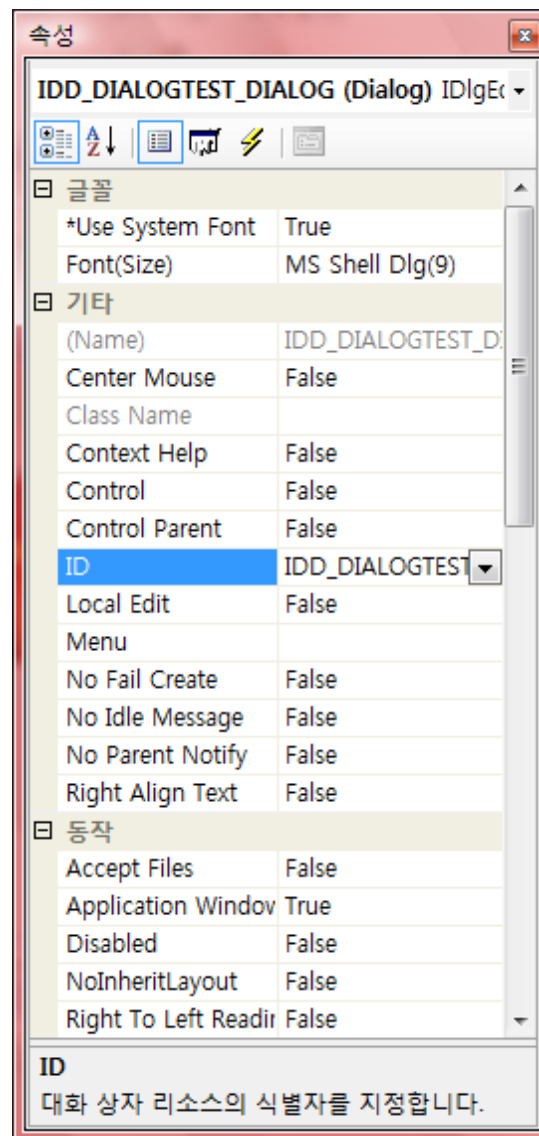 속성
IDD_DIALOGTEST_DIALOG (Dialog) IDlgEc
글꼴
*Use System Font True
Font(Size) MS Shell Dlg(9)
기타
(Name) IDD_DIALOGTEST_D
Center Mouse False
Class Name
Context Help False
Control False
Control Parent False
ID IDD_DIALOGTEST
Local Edit False
Menu
No Fail Create False
No Idle Message False
No Parent Notify False
Right Align Text False
동작
Accept Files False
Application Window True
Disabled False
NoInheritLayout False
Right To Left Readin False
ID
대화 상자 리소스의 식별자를 지정합니다.